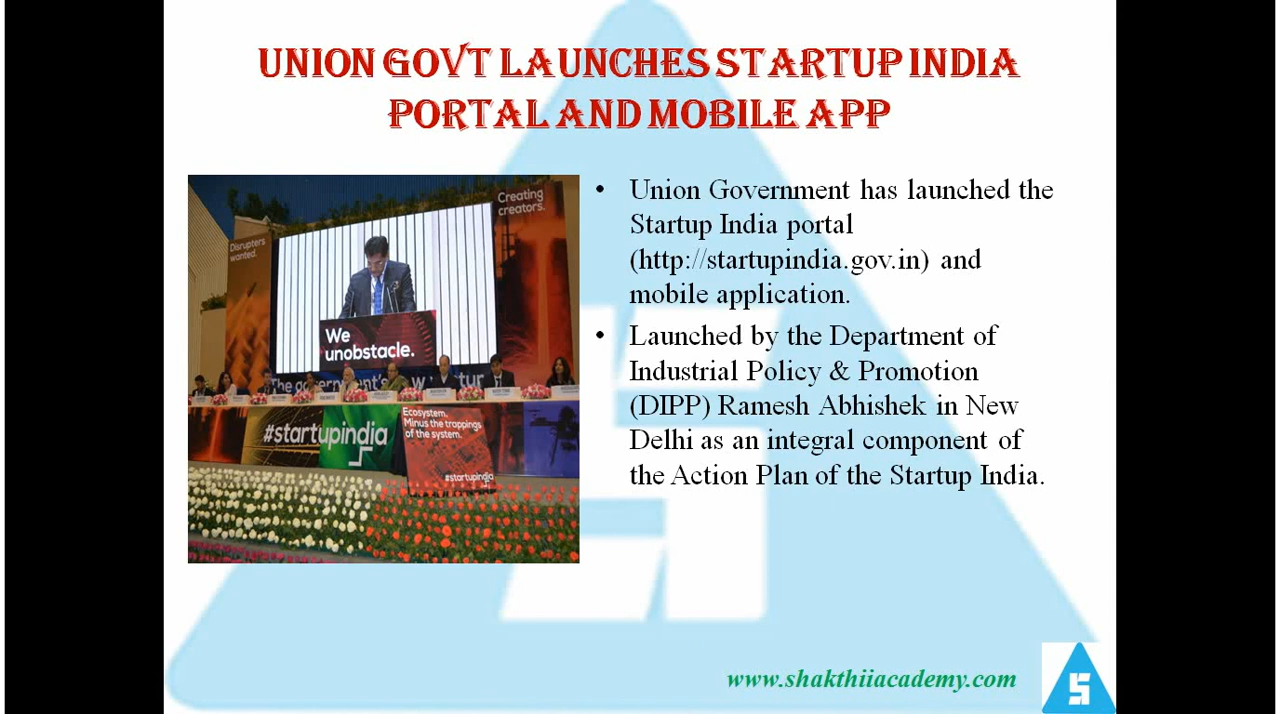 UNION GOVT LAUNCHES STARTUP INDIA
PORTAL AND MOBILE APP
Creating
creators.
Disrupters
wanted.
We
unobstacle.
#startupindia
Ecosystem.
Minus the trappings
of the system.
#startupindia
• Union Government has launched the
Startup India portal
(http://startupindia.gov.in) and
mobile application.
• Launched by the Department of
Industrial Policy & Promotion
(DIPP) Ramesh Abhishek in New
Delhi as an integral component of
the Action Plan of the Startup India.
www.shakthiiacademy.com